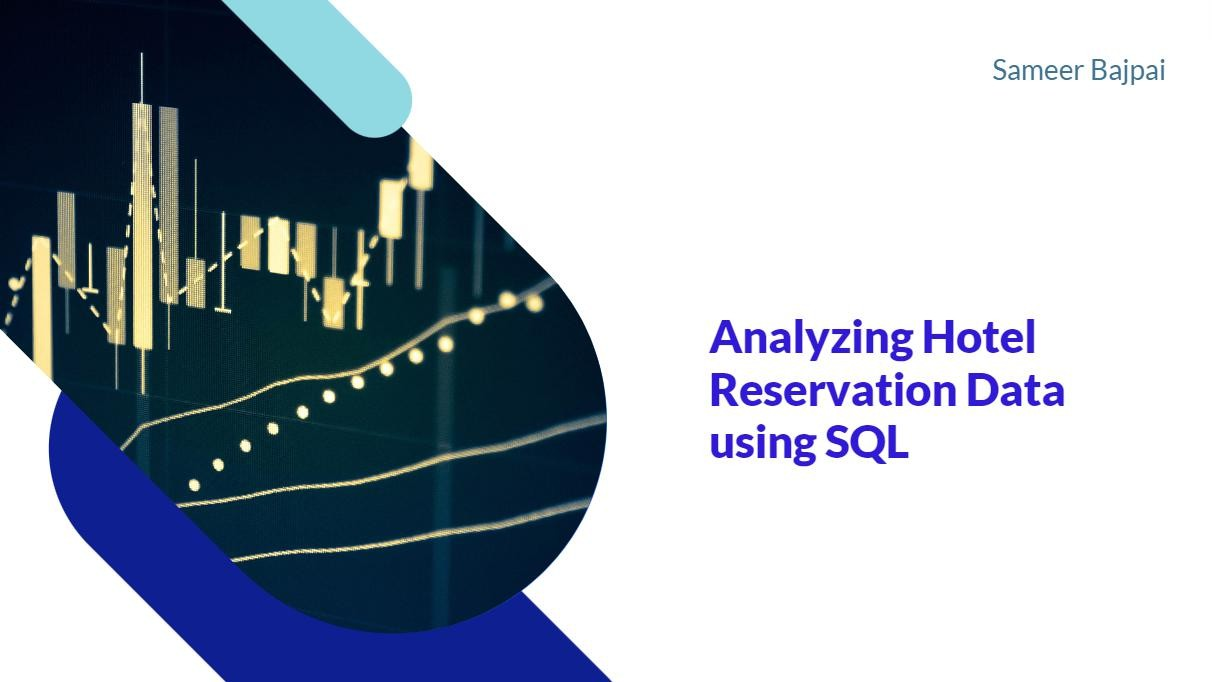 Sameer Bajpai
Analyzing Hotel
Reservation Data
using SQL